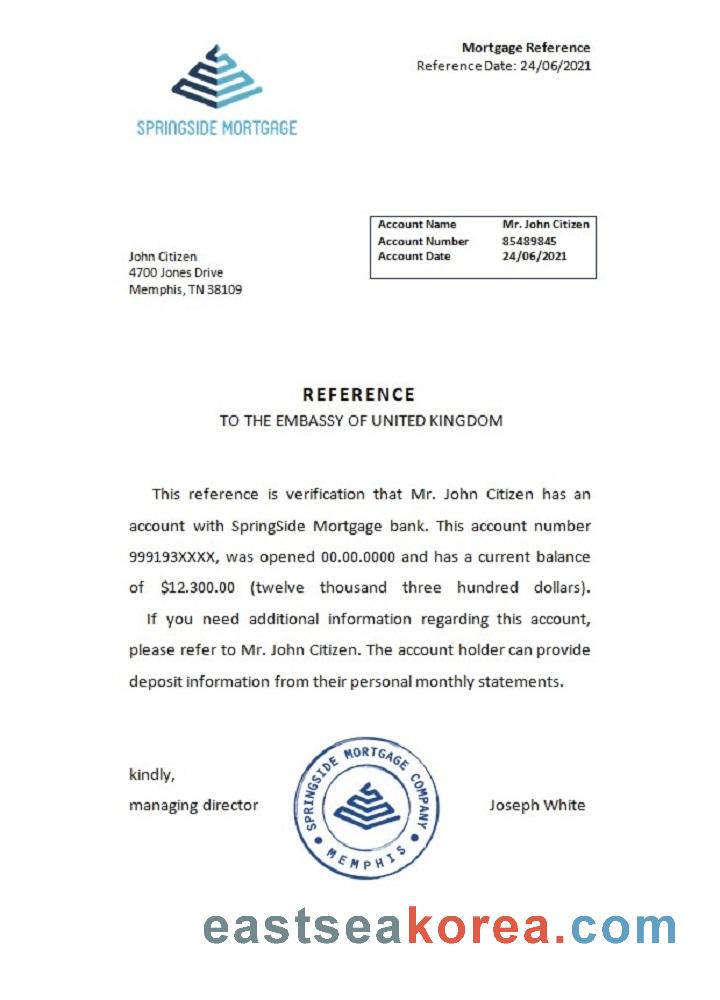 Mortgage Reference
Reference Date: 24/06/2021
SPRINGSIDE MORTGAGE
Account Name Mr. John Citizen
Account Number 85489845
Account Date 24/06/2021
John Citizen
4700 Jones Drive
Memphis, TN 38109
REFERENCE
TO THE EMBASSY OF UNITED KINGDOM
This reference is verification that Mr. John Citizen has an
account with SpringSide Mortgage bank. This account number
999193XXXX, was opened 00.00.0000 and has a current balance
of $12.300.00 (twelve thousand three hundred dollars).
If you need additional information regarding this account,
please refer to Mr. John Citizen. The account holder can provide
deposit information from their personal monthly statements.
kindly,
managing director
SPRINGSIDE MORTGAGE COMPANY
MEMPHIS
Joseph White
eastseakorea.com